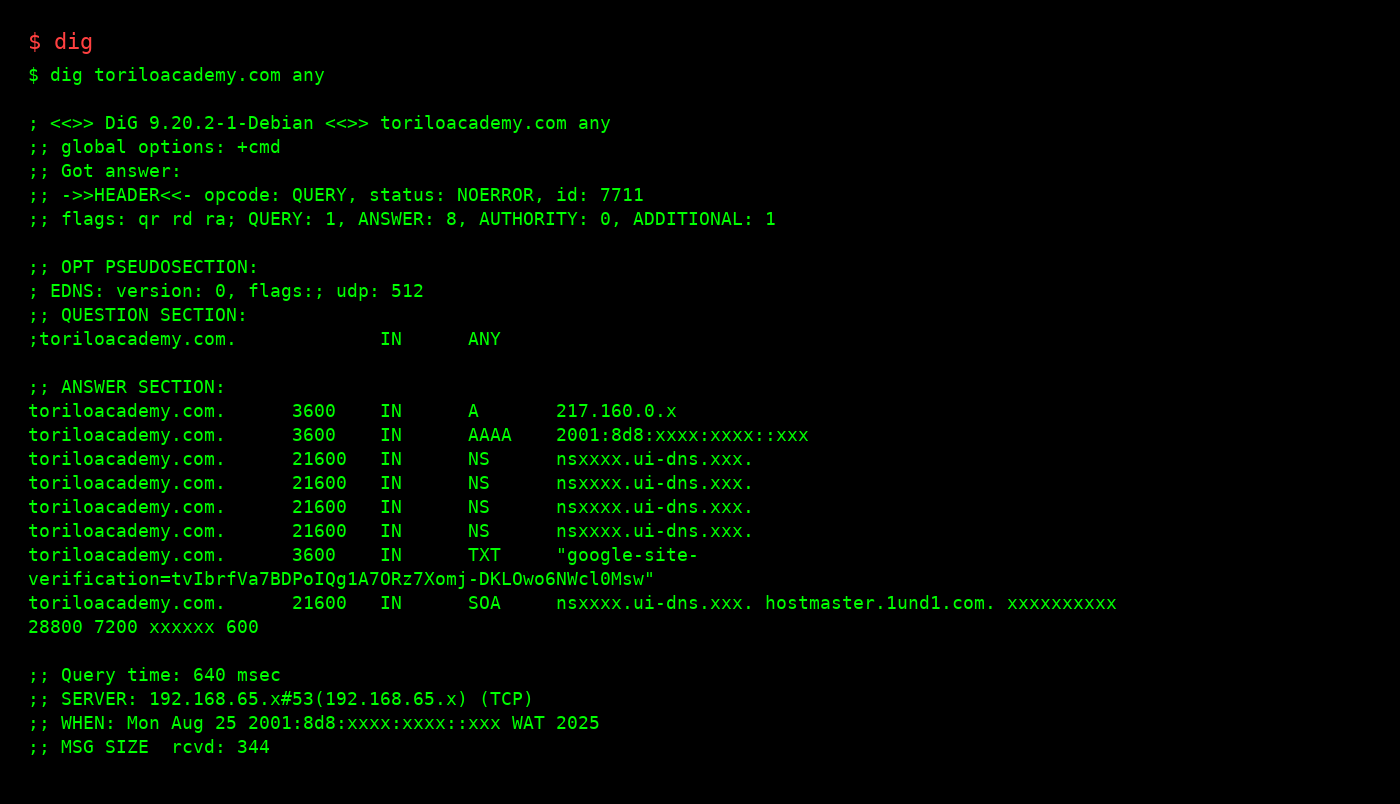 $ dig
$ dig toriloacademy.com any
; <<>> DiG 9.20.2-1-Debian <<>> toriloacademy.com any
;; global options: +cmd
;; Got answer:
;; ->>HEADER<<- opcode: QUERY, status: NOERROR, id: 7711
;; flags: qr rd ra; QUERY: 1, ANSWER: 8, AUTHORITY: 0, ADDITIONAL: 1
;; OPT PSEUDOSECTION:
; EDNS: version: 0, flags:; udp: 512
;; QUESTION SECTION:
;toriloacademy.com.             IN      ANY
;; ANSWER SECTION:
toriloacademy.com.      3600    IN      A       217.160.0.x
toriloacademy.com.      3600    IN      AAAA    2001:8d8:xxxx:xxxx::xxx
toriloacademy.com.      21600   IN      NS      nsxxxx.ui-dns.xxx.
toriloacademy.com.      21600   IN      NS      nsxxxx.ui-dns.xxx.
toriloacademy.com.      21600   IN      NS      nsxxxx.ui-dns.xxx.
toriloacademy.com.      21600   IN      NS      nsxxxx.ui-dns.xxx.
toriloacademy.com.      3600    IN      TXT     "google-site-
verification=tvIbrfVa7BDPoIQg1A7ORz7Xomj-DKLOwo6NWcl0Msw"
toriloacademy.com.      21600   IN      SOA     nsxxxx.ui-dns.xxx. hostmaster.1und1.com. xxxxxxxxxx
28800 7200 xxxxxx 600
;; Query time: 640 msec
;; SERVER: 192.168.65.x#53(192.168.65.x) (TCP)
;; WHEN: Mon Aug 25 2001:8d8:xxxx:xxxx::xxx WAT 2025
;; MSG SIZE  rcvd: 344